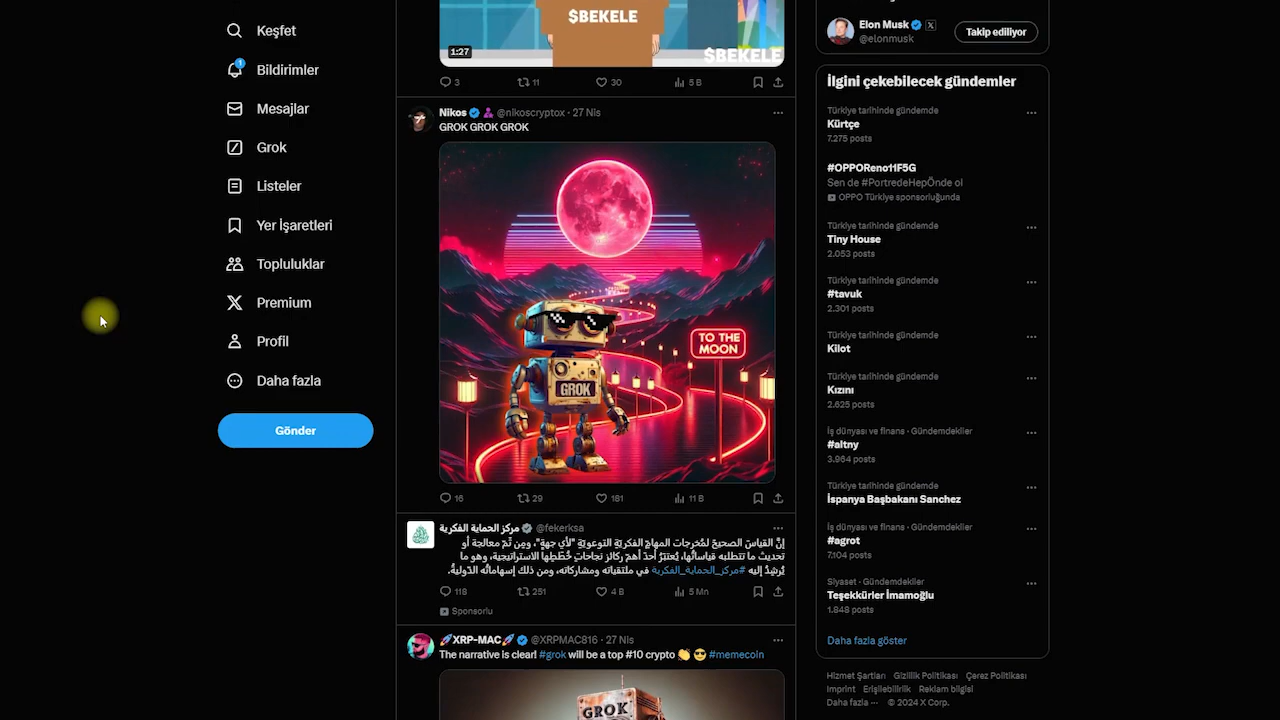 Keşfet
1
Bildirimler
Mesajlar
Grok
Listeler
Yer İşaretleri
Topluluklar
Premium
Profil
Daha fazla
Gönder
$BEKELE
$BEKELE
1:27
3 11 30 5 B
Nikos @nikoscryptox · 27 Nis
GROK GROK GROK
TO THE
MOON
GROK
16 29 181 11 B
مركز الحماية الفكرية @fekerksa
إنَّ القياسَ الصحيحَ لمُخرجات المهامّ الفكريّة التوعويّة "لأي جهةٍ"، ومِن ثَمّ معالجة أو
تحديث ما تتطلبه قياساتُها، يُعتبَرُ أحدَ أهمّ ركائز نجاحاتِ خُطَطِها الاستراتيجية، وهو ما
يُرشِدُ إليه #مركز_الحماية_الفكرية في ملتقياته ومشاركاته، ومن ذلك إسهاماتُه الدّوليةُ.
118 251 4 B 5 Mn
Sponsorlu
XRP-MAC @XRPMAC816 · 27 Nis
The narrative is clear! #grok will be a top #10 crypto 👏 😎 #memecoin
GROK
Elon Musk
@elonmusk
Takip ediliyor
İlgini çekebilecek gündemler
Türkiye tarihinde gündemde
Kürtçe
7.275 posts
#OPPOReno11F5G
Sen de #PortredeHepÖnde ol
OPPO Türkiye sponsorluğunda
Türkiye tarihinde gündemde
Tiny House
2.053 posts
Türkiye tarihinde gündemde
#tavuk
2.301 posts
Türkiye tarihinde gündemde
Kilot
Türkiye tarihinde gündemde
Kızını
2.625 posts
İş dünyası ve finans · Gündemdekiler
#altny
3.964 posts
Türkiye tarihinde gündemde
İspanya Başbakanı Sanchez
Türkiye tarihinde gündemde
#agrot
7.104 posts
Siyaset · Gündemdekiler
Teşekkürler İmamoğlu
1.848 posts
Daha fazla göster
Hizmet Şartları Gizlilik Politikası Çerez Politikası
Imprint Erişilebilirlik Reklam bilgisi
Daha fazla ··· © 2024 X Corp.